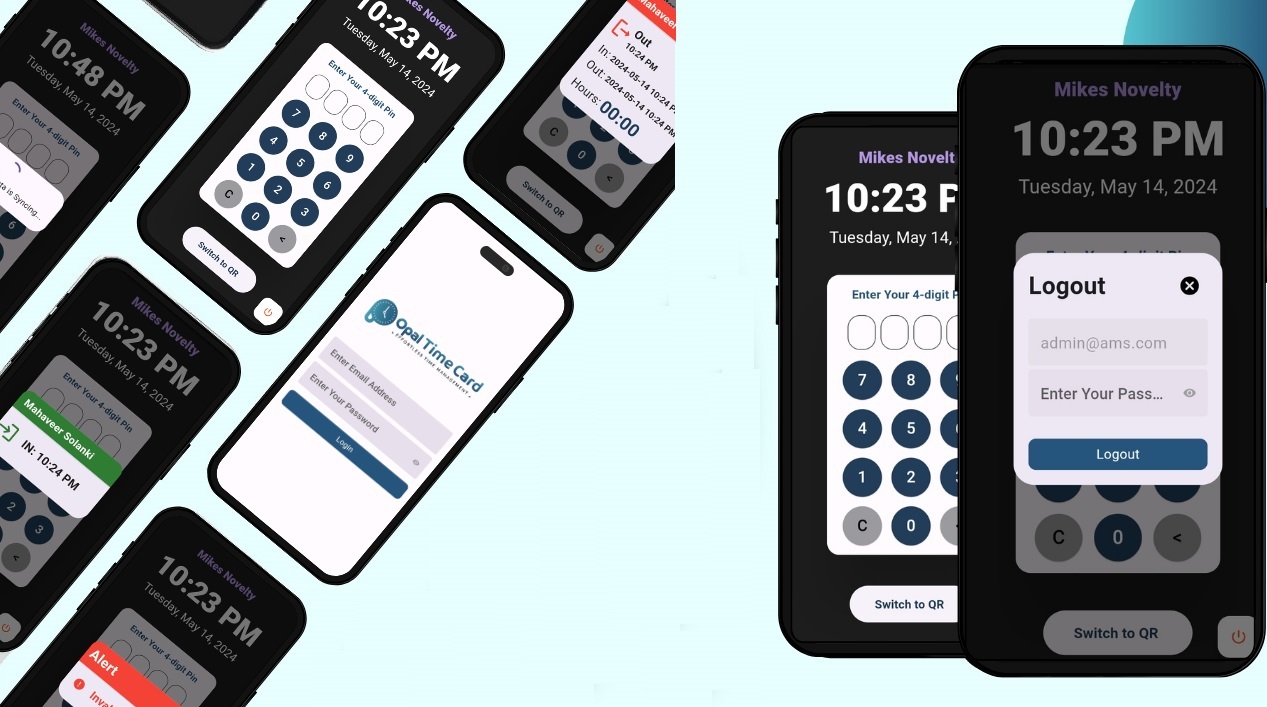 Mikes Novelty
10:48 PM
Tuesday, May 14, 2024
Enter Your 4-digit Pin
is Syncing...
6
Mikes Novelty
10:23 PM
Tuesday, May 14, 2024
Enter Your 4-digit Pin
7 8 9
4 5 6
1 2 3
C 0 <
Switch to QR
Mahaveer
Out
10:24 PM
In: 2024-05-14 10:24
Out: 2024-05-14 10:24
Hours: 00:00
C 0 <
Switch to QR
Mikes Novelty
10:23 PM
Tuesday, May 14, 2024
Enter Your 4-digit Pin
Mahaveer Solanki
IN: 10:24 PM
2 3
<
Opal Time Card
EFFORTLESS TIME MANAGEMENT
Enter Email Address
Enter Your Password
Login
Mikes Novelty
10:23 PM
Tuesday, May 14, 2024
Enter Your 4-digit Pin
Alert
Mikes Novelt
10:23 P
Tuesday, May 14,
Enter Your 4-digit P
7 8
4 5
1 2
C 0
Switch to QR
Mikes Novelty
10:23 PM
Tuesday, May 14, 2024
Logout
admin@ams.com
Enter Your Pass...
Logout
C 0 <
Switch to QR